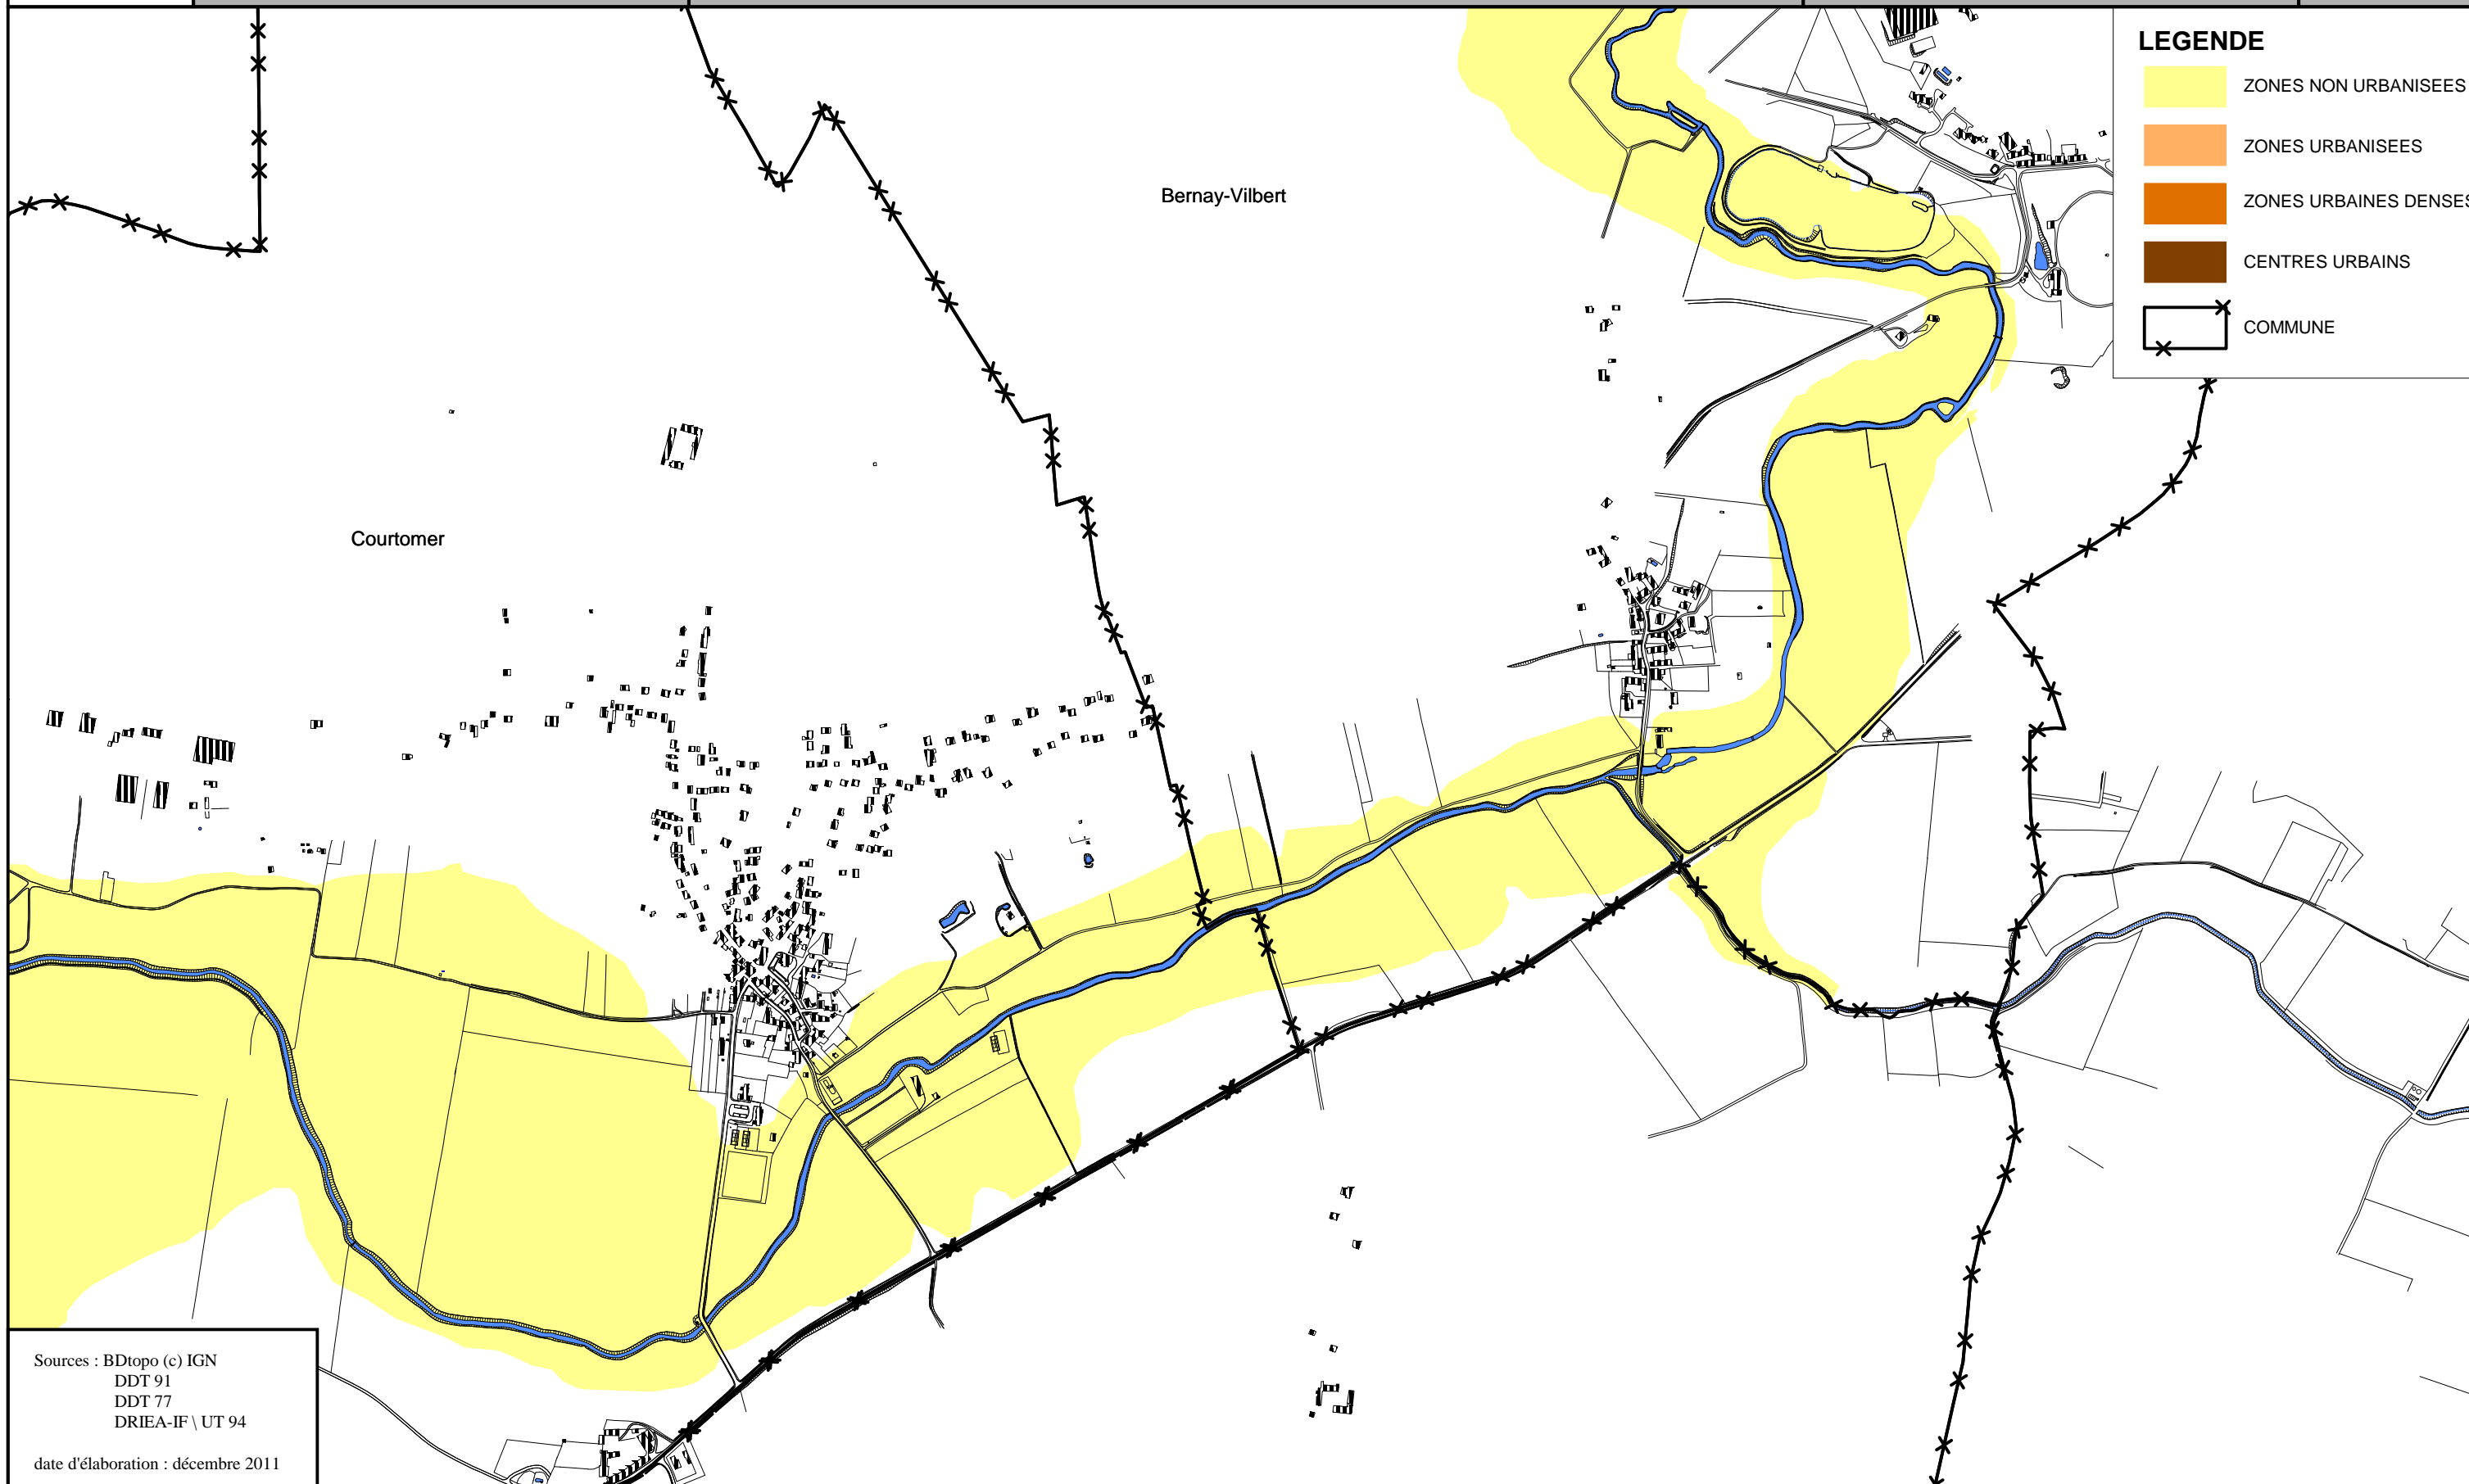 LEGENDE
ZONES NON URBANISEES
ZONES URBANISEES
ZONES URBAINES DENSES
CENTRES URBAINS
COMMUNE
Bernay-Vilbert
Courtomer
Sources : BDtopo (c) IGN
DDT 91
DDT 77
DRIEA-IF \ UT 94
date d'élaboration : décembre 2011